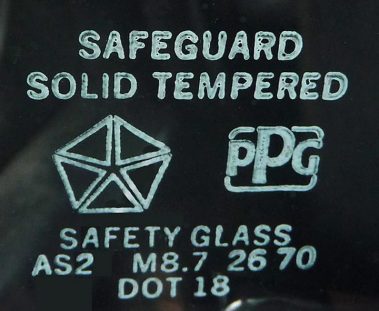 SAFEGUARD
SOLID TEMPERED
PPG
SAFETY GLASS
AS2 M8.7 26 70
DOT 18